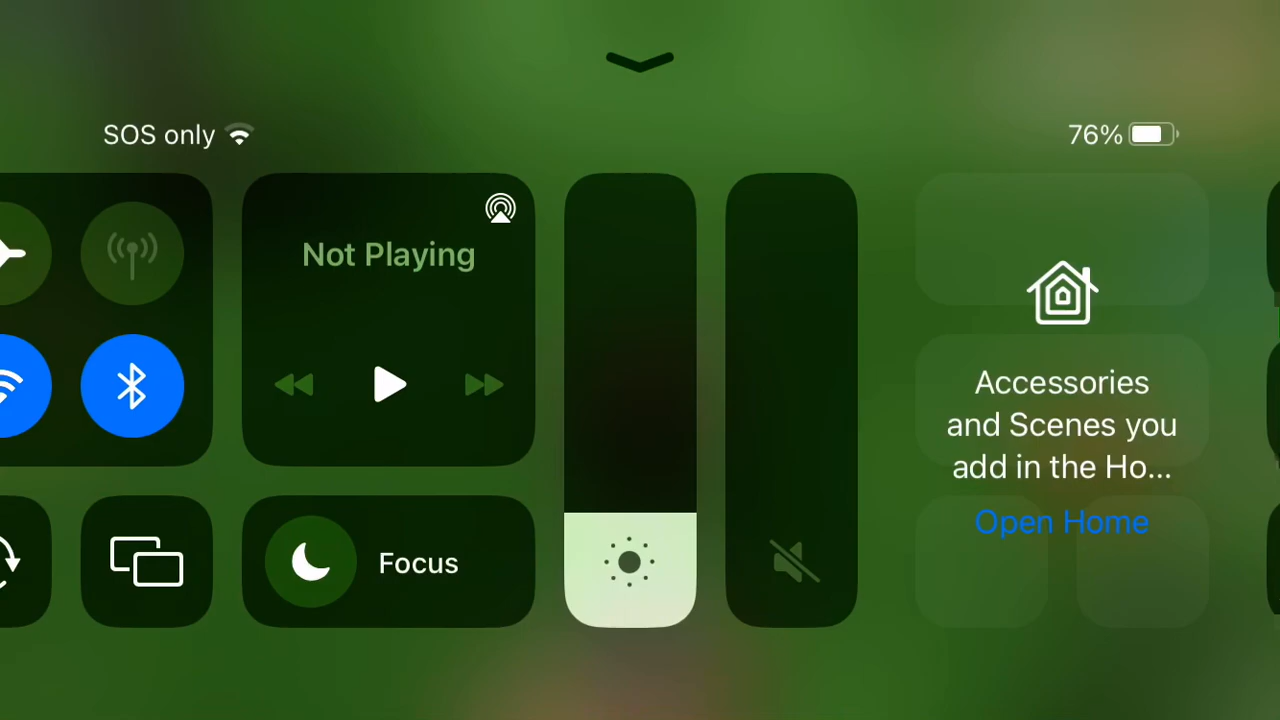 SOS only
76%
Not Playing
Focus
Accessories
and Scenes you
add in the Ho...
Open Home